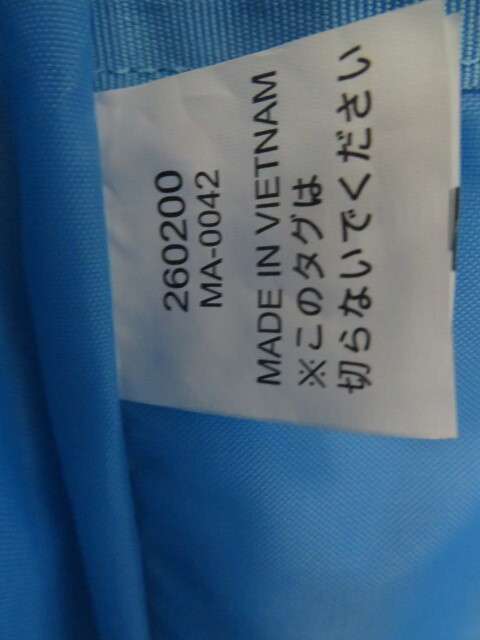 260200
MA-0042
MADE IN VIETNAM
※このタグは
切らないでください